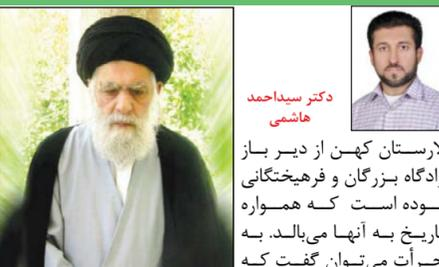 دکتر سیداحمد
هاشمی
لارستان کهن از دیر باز
زادگاه بزرگان و فرهیختگانی
بوده است که همواره
تاریخ به آنها می‌بالد. به
جرأت می‌توان گفت که